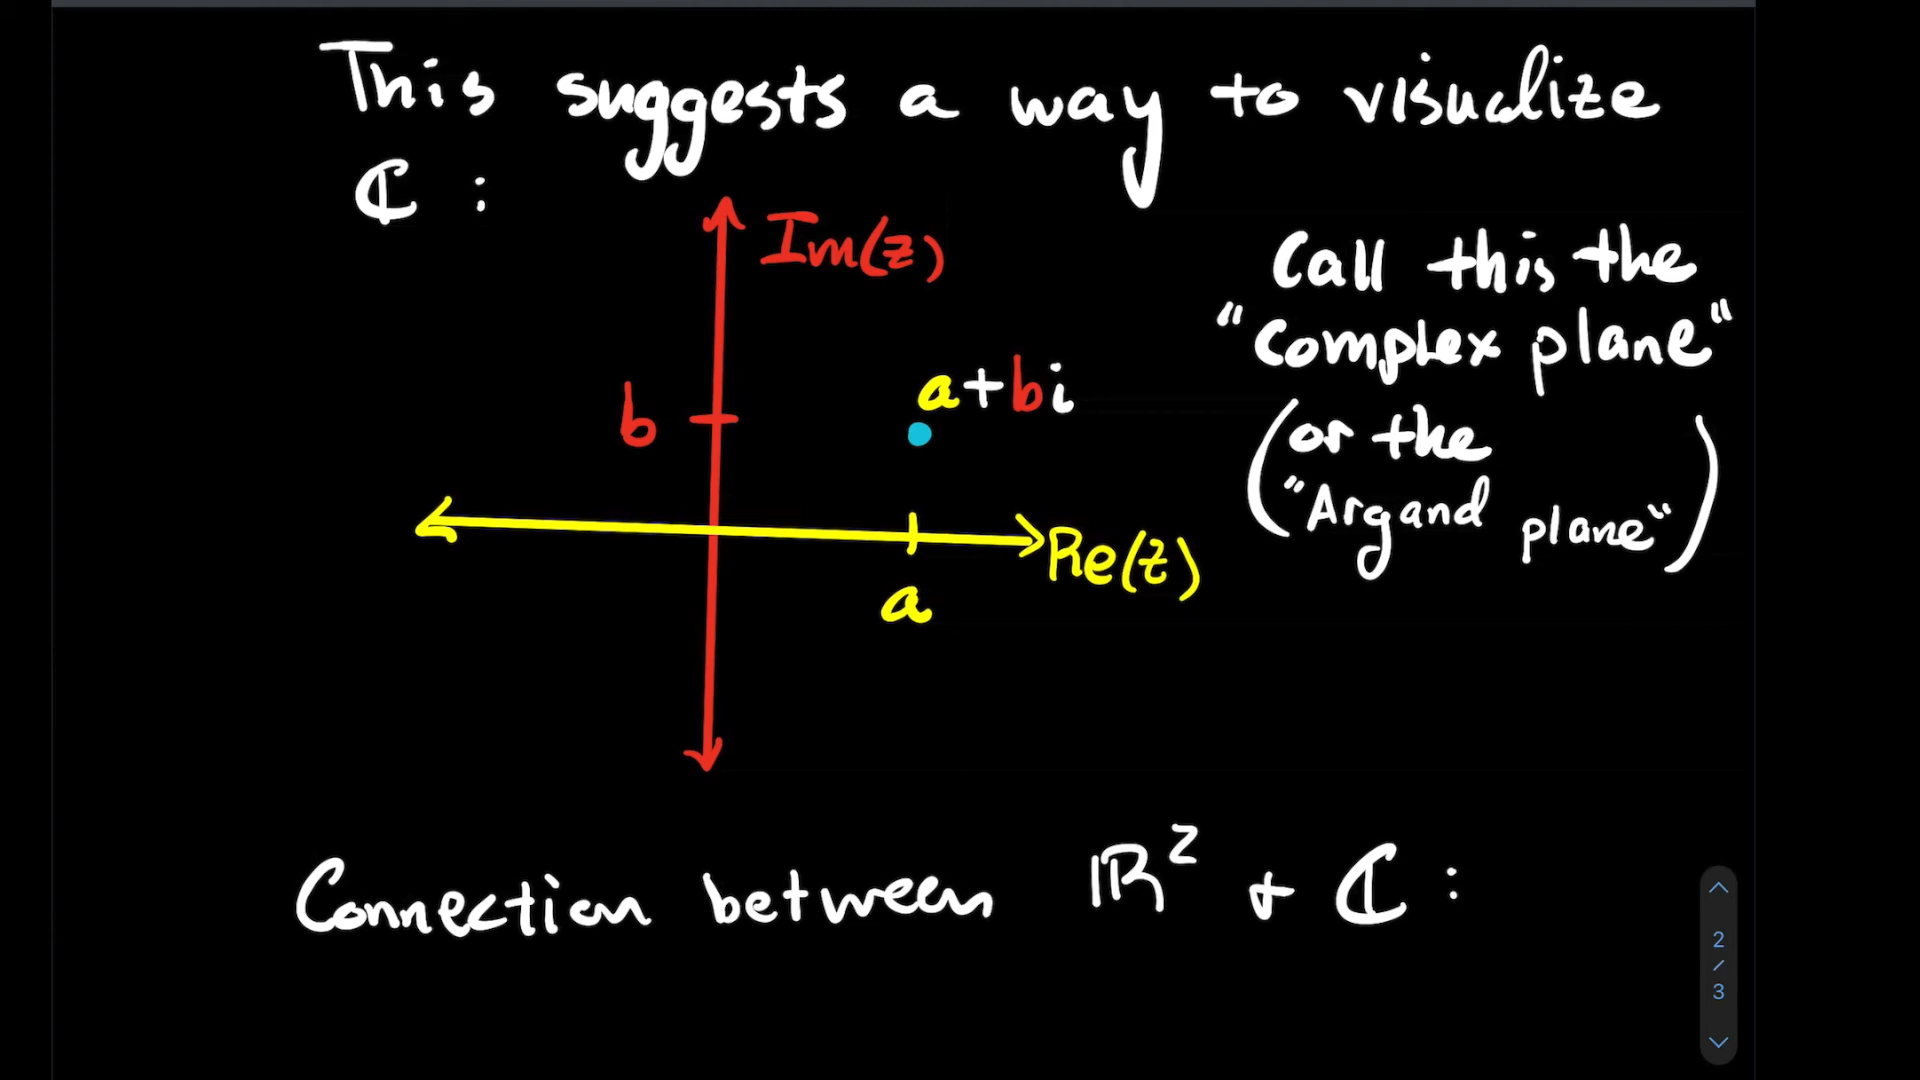 This suggests a way to visualize
ℂ :
Im(z)
Call this the
"Complex plane"
a+bi
b
(or the
"Argand plane")
Re(z)
a
Connection between ℝ² + ℂ :
2
/
3